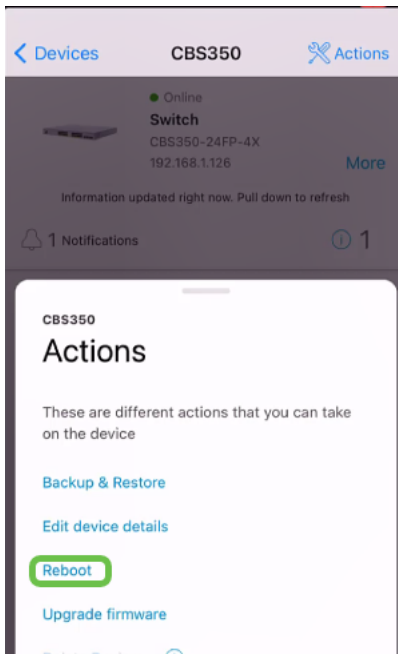 Devices
CBS350
Actions
Online
Switch
CBS350-24FP-4X
192.168.1.126
More
Information updated right now. Pull down to refresh
1 Notifications
1
CBS350
Actions
These are different actions that you can take
on the device
Backup & Restore
Edit device details
Reboot
Upgrade firmware